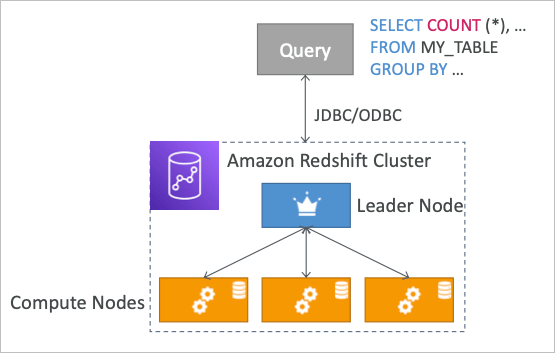 Query
SELECT COUNT (*), ...
FROM MY_TABLE
GROUP BY ...
JDBC/ODBC
Amazon Redshift Cluster
Leader Node
Compute Nodes